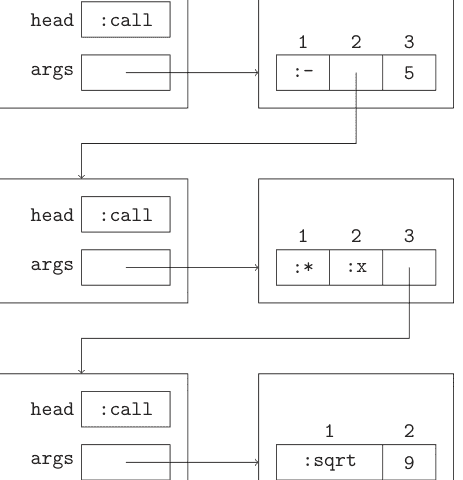 head :call
1 2 3
args :- 5
head :call
1 2 3
args :* :x
head :call
1 2
args :sqrt 9